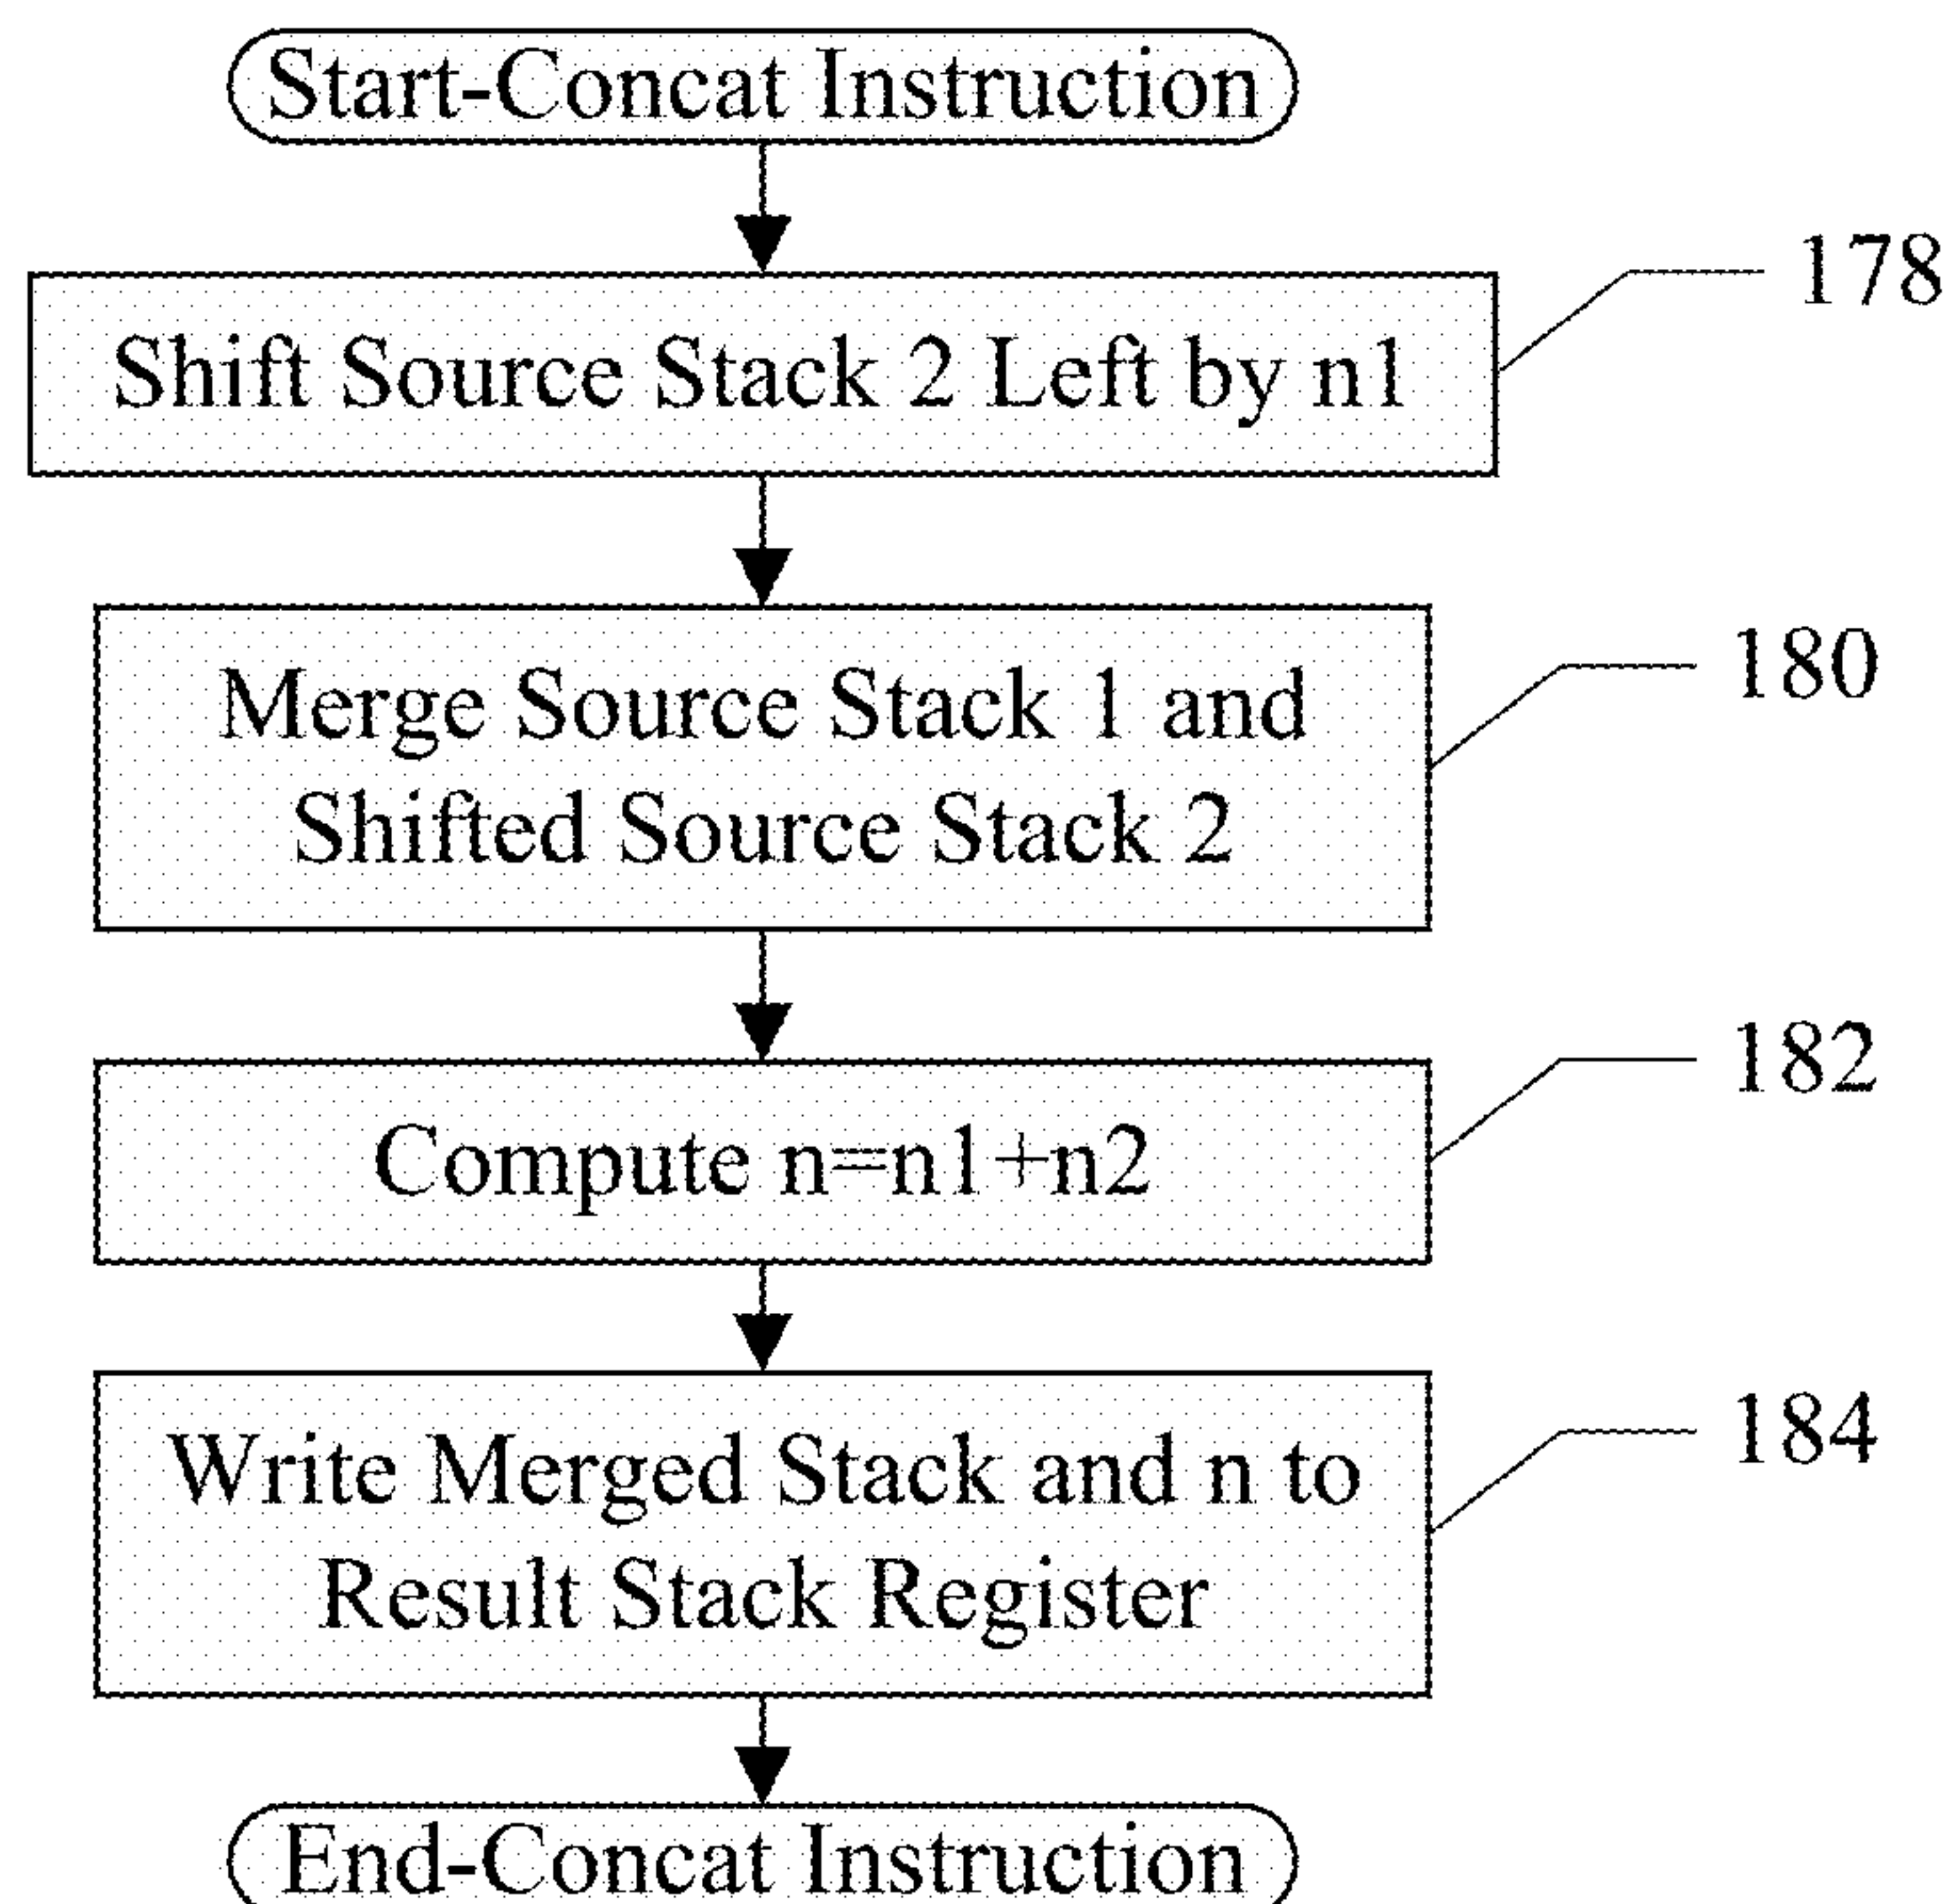 Start-Concat Instruction
178
Shift Source Stack 2 Left by n1
180
Merge Source Stack 1 and
Shifted Source Stack 2
182
Compute n=n1+n2
184
Write Merged Stack and n to
Result Stack Register
End-Concat Instruction